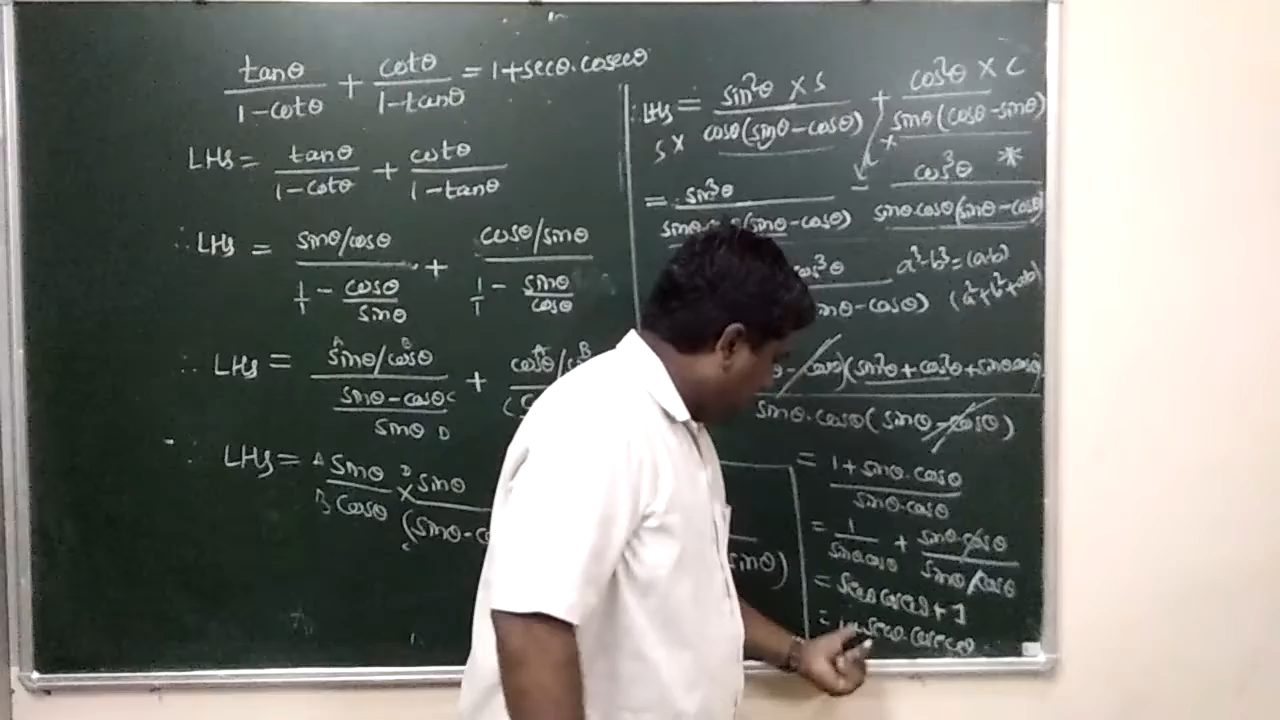 tanθ/1-cotθ + cotθ/1-tanθ = 1+secθ.cosecθ
LHS = tanθ/1-cotθ + cotθ/1-tanθ
∴ LHS = sinθ/cosθ / 1/1 - cosθ/sinθ + cosθ/sinθ / 1/1 - sinθ/cosθ
∴ LHS = A sinθ/cosθ B / sinθ-cosθ C / sinθ D + cosθ A B
∴ LHS = A sinθ / B cosθ × D sinθ / (sinθ- C
sinθ)
∴ LHS = sin²θ × S / S × cosθ(sinθ-cosθ) + cos²θ × C / sinθ(cosθ-sinθ) ×
= sin³θ / (sinθ-cosθ) - cos³θ * / sinθ.cosθ(sinθ-cosθ)
cos³θ / -cosθ) a³-b³=(a-b)
(a²+b²+ab)
-cosθ)(sin²θ+cos²θ+sinθcosθ) / sinθ.cosθ(sinθ-cosθ)
= 1+sinθ.cosθ / sinθ.cosθ
= 1/sinθcosθ + sinθ.cosθ/sinθ.cosθ
= secθ.cosecθ+1
= secθ.cosecθ